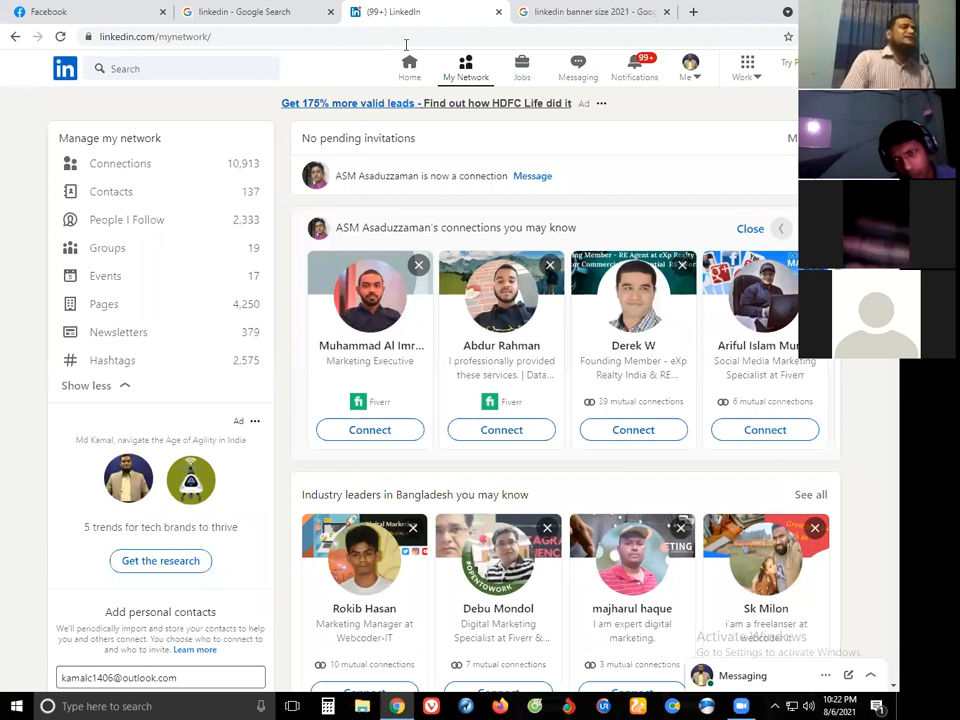 Facebook
linkedin - Google Search
(99+) LinkedIn
linkedin banner size 2021 - Goog
linkedin.com/mynetwork/
in
Search
Home
My Network
Jobs
Messaging
99+
Notifications
Me
Work
Try P
Get 175% more valid leads - Find out how HDFC Life did it Ad
Manage my network
Connections 10,913
Contacts 137
People I Follow 2,333
Groups 19
Events 17
Pages 4,250
Newsletters 379
Hashtags 2,575
Show less
Ad
Md Kamal, navigate the Age of Agility in India
5 trends for tech brands to thrive
Get the research
Add personal contacts
We'll periodically import and store your contacts to help
you and others connect. You choose who to connect to
and who to invite. Learn more
kamalc1406@outlook.com
No pending invitations
M
ASM Asaduzzaman is now a connection Message
ASM Asaduzzaman's connections you may know
Close
Muhammad Al Imr...
Marketing Executive
Fiverr
Connect
Abdur Rahman
I professionally provided
these services. | Data...
Fiverr
Connect
Derek W
Founding Member - eXp
Realty India & RE...
39 mutual connections
Connect
Ariful Islam Mu
Social Media Marketing
Specialist at Fiverr
6 mutual connections
Connect
Industry leaders in Bangladesh you may know
See all
Rokib Hasan
Marketing Manager at
Webcoder-IT
10 mutual connections
#OPENTOWORK
Debu Mondol
Digital Marketing
Specialist at Fiverr &...
7 mutual connections
majharul haque
I am expert digital
marketing.
3 mutual connections
Sk Milon
i am a freelanser at
webcoder it
Activate Windows
Go to Settings to activate Windows.
Messaging
Type here to search
10:22 PM
8/6/2021
1